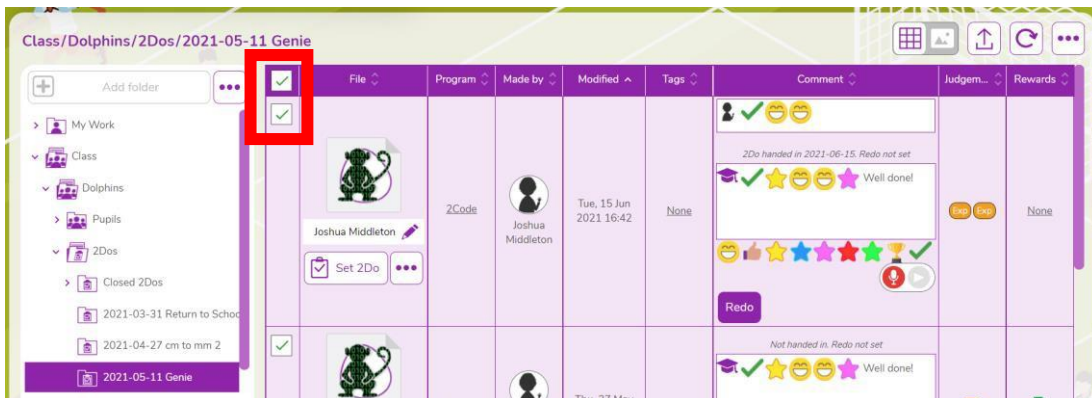 Class/Dolphins/2Dos/2021-05-11 Genie
Add folder
My Work
Class
Dolphins
Pupils
2Dos
Closed 2Dos
2021-03-31 Return to Schoo
2021-04-27 cm to mm 2
2021-05-11 Genie
File
Program
Made by
Modified
Tags
Comment
Judgem...
Rewards
Joshua Middleton
Set 2Do
2Code
Joshua
Middleton
Tue, 15 Jun
2021 16:42
None
2Do handed in 2021-06-15. Redo not set
Well done!
Redo
Exp Exp
None
Not handed in. Redo not set
Well done!